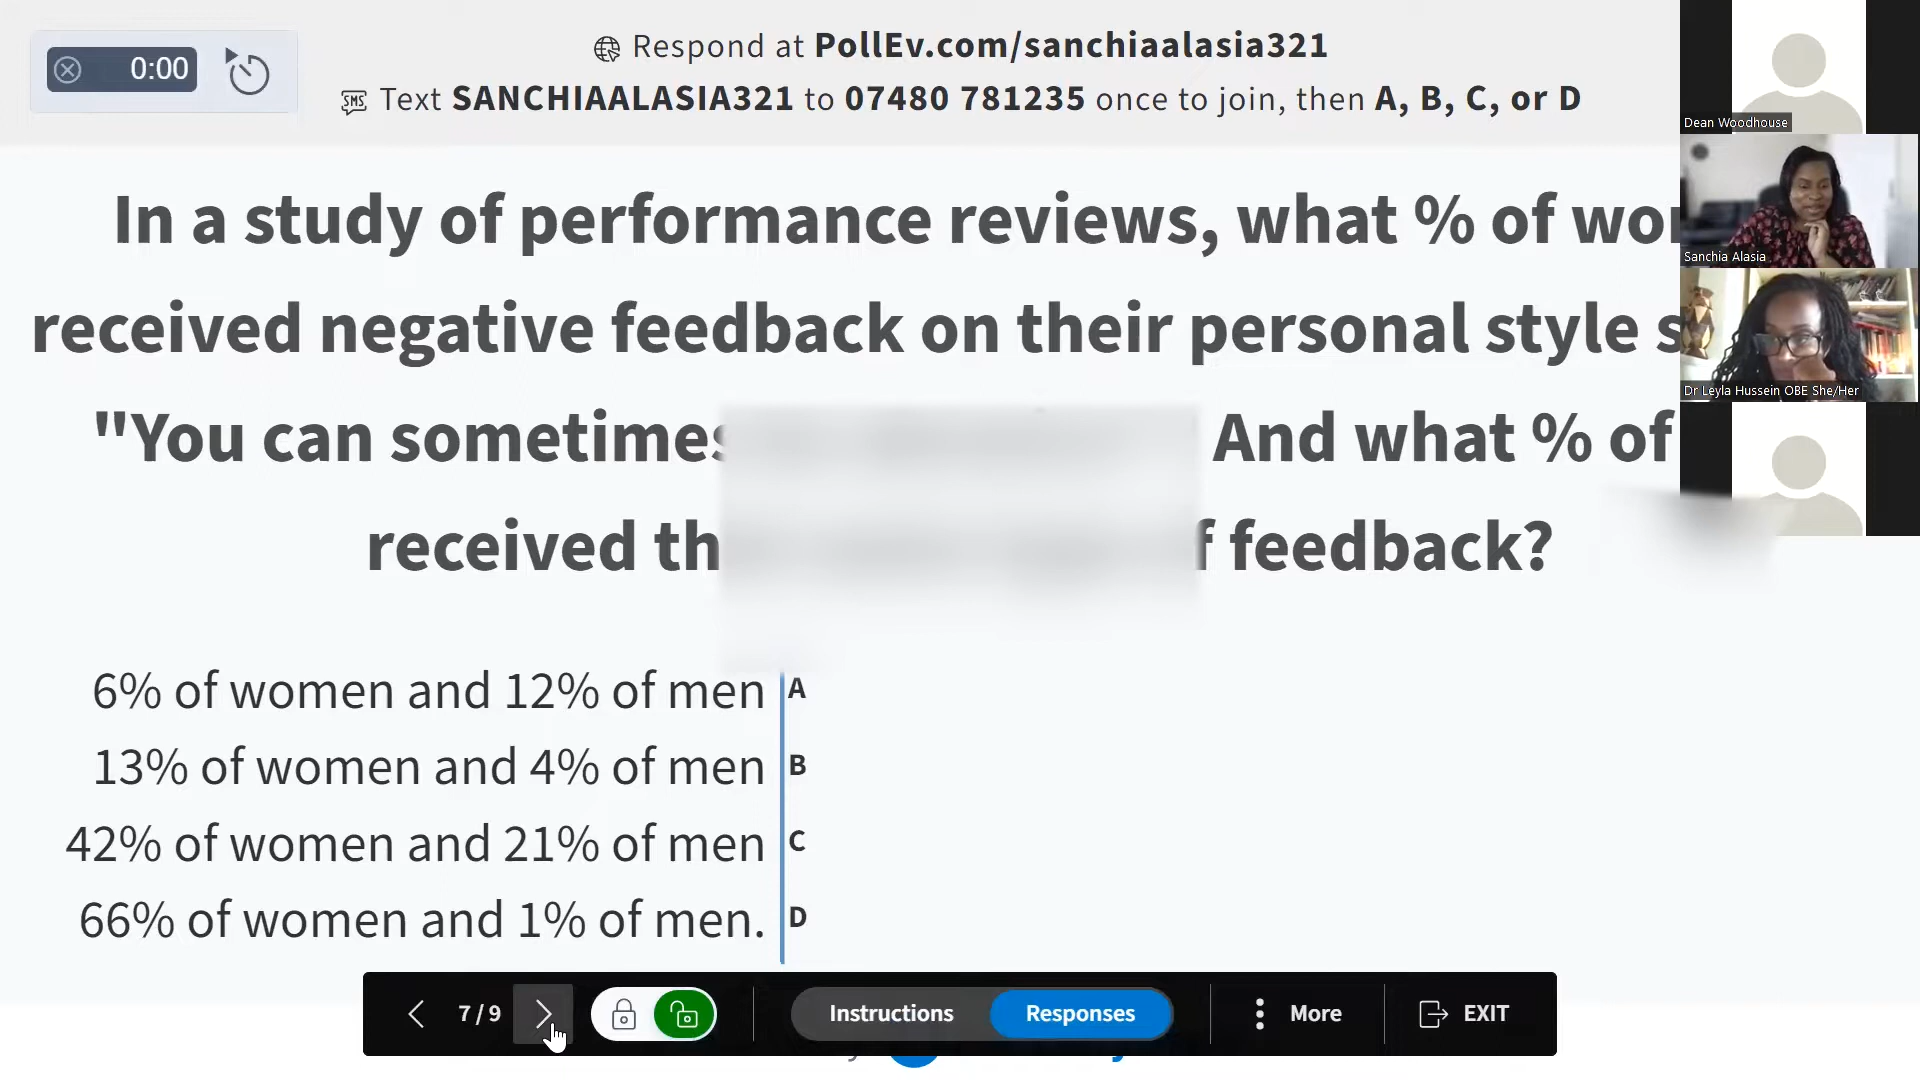 0:00
Respond at PollEv.com/sanchiaalasia321
SMS Text SANCHIAALASIA321 to 07480 781235 once to join, then A, B, C, or D
In a study of performance reviews, what % of
received negative feedback on their personal style
"You can sometimes And what % of
received feedback?
6% of women and 12% of men A
13% of women and 4% of men B
42% of women and 21% of men C
66% of women and 1% of men. D
7 / 9
Instructions
Responses
More
EXIT
Dean Woodhouse
Sanchia Alasia
Dr Leyla Hussein OBE She/Her